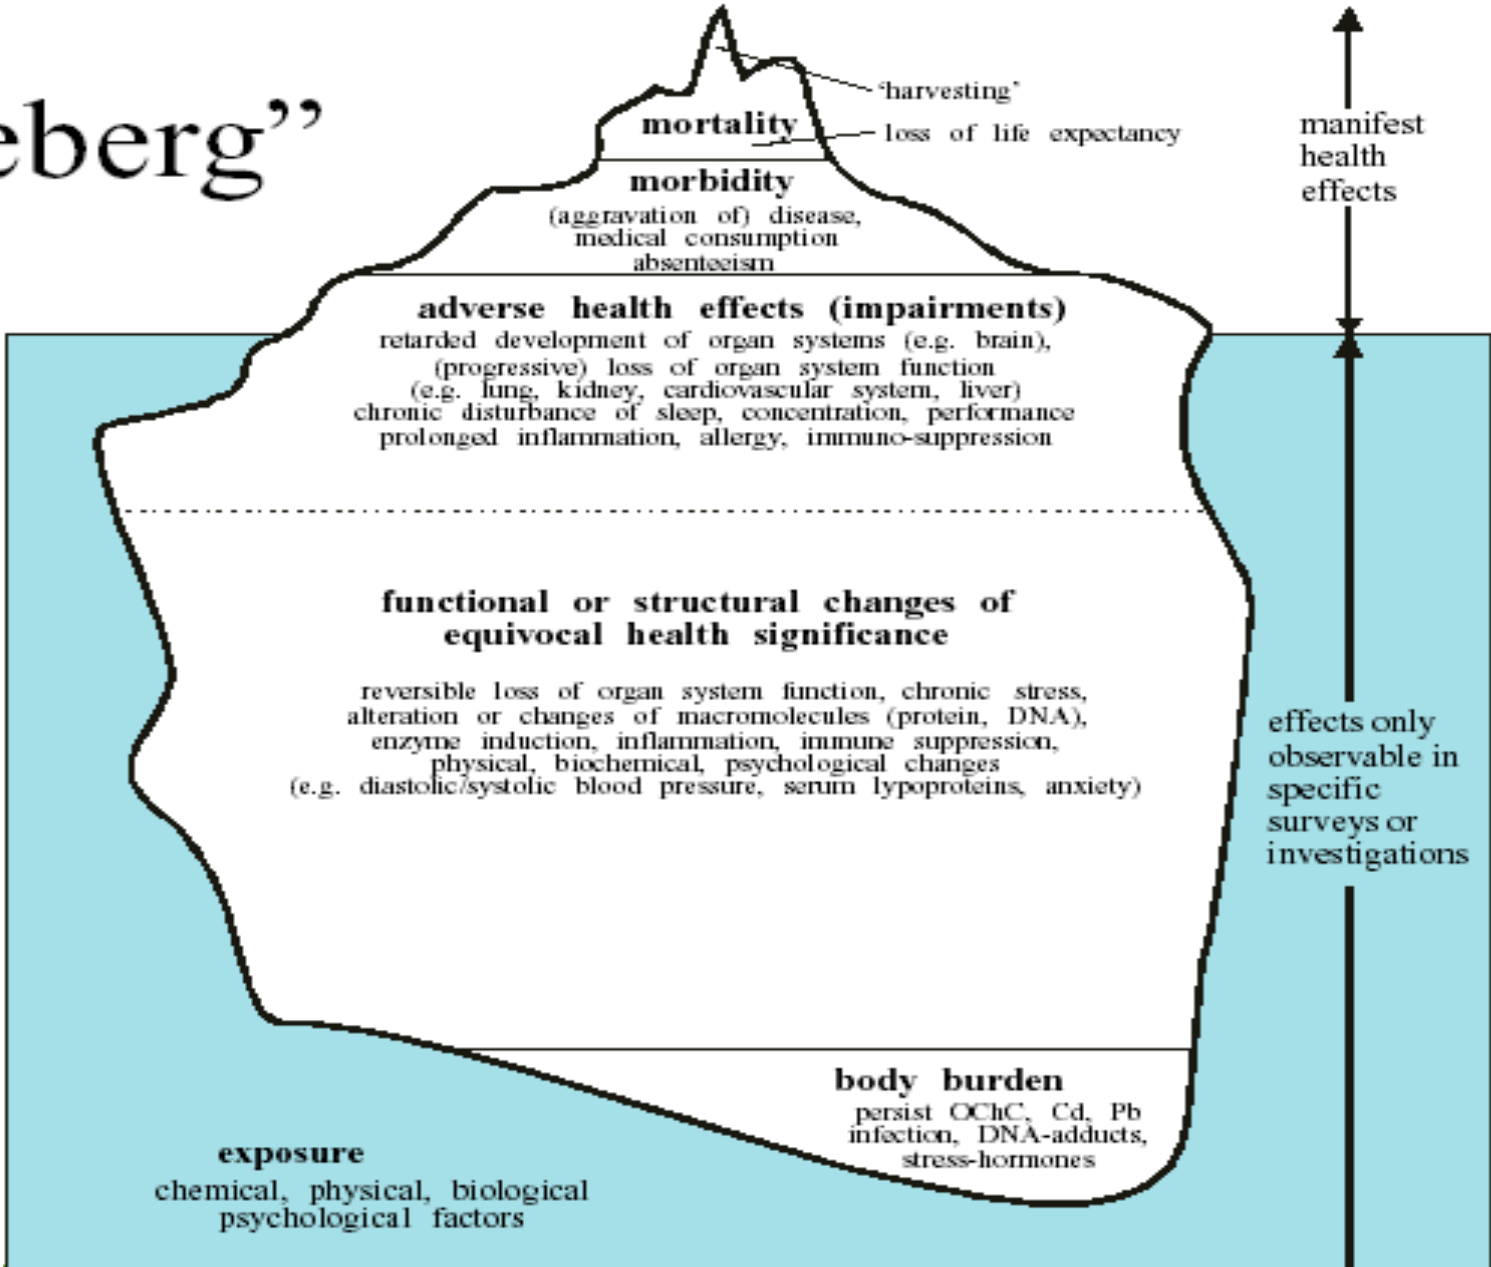 eberg”
‘harvesting’
mortality
loss of life expectancy
morbidity
(aggravation of) disease,
medical consumption
absenteeism
manifest
health
effects
adverse health effects (impairments)
retarded development of organ systems (e.g. brain),
(progressive) loss of organ system function
(e.g. lung, kidney, cardiovascular system, liver)
chronic disturbance of sleep, concentration, performance
prolonged inflammation, allergy, immuno-suppression
functional or structural changes of
equivocal health significance
reversible loss of organ system function, chronic stress,
alteration or changes of macromolecules (protein, DNA),
enzyme induction, inflammation, immune suppression,
physical, biochemical, psychological changes
(e.g. diastolic/systolic blood pressure, serum lypoproteins, anxiety)
effects only
observable in
specific
surveys or
investigations
body burden
persist OChC, Cd, Pb
infection, DNA-adducts,
stress-hormones
exposure
chemical, physical, biological
psychological factors